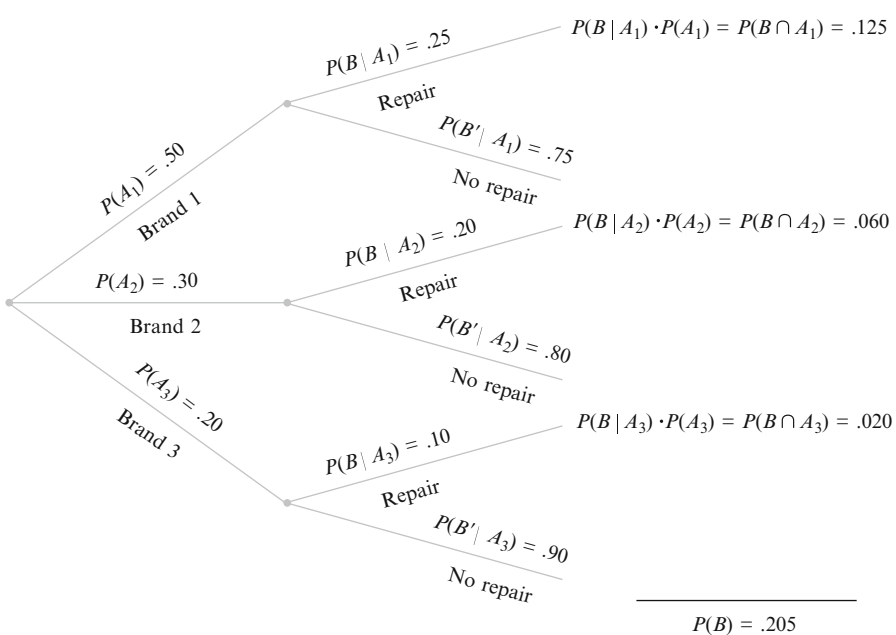 P(B | A₁) · P(A₁) = P(B ∩ A₁) = .125
P(B | A₁) = .25
Repair
P(B′ | A₁) = .75
No repair
P(A₁) = .50
Brand 1
P(B | A₂) · P(A₂) = P(B ∩ A₂) = .060
P(B | A₂) = .20
Repair
P(A₂) = .30
Brand 2
P(B′ | A₂) = .80
No repair
P(A₃) = .20
Brand 3
P(B | A₃) · P(A₃) = P(B ∩ A₃) = .020
P(B | A₃) = .10
Repair
P(B′ | A₃) = .90
No repair
P(B) = .205